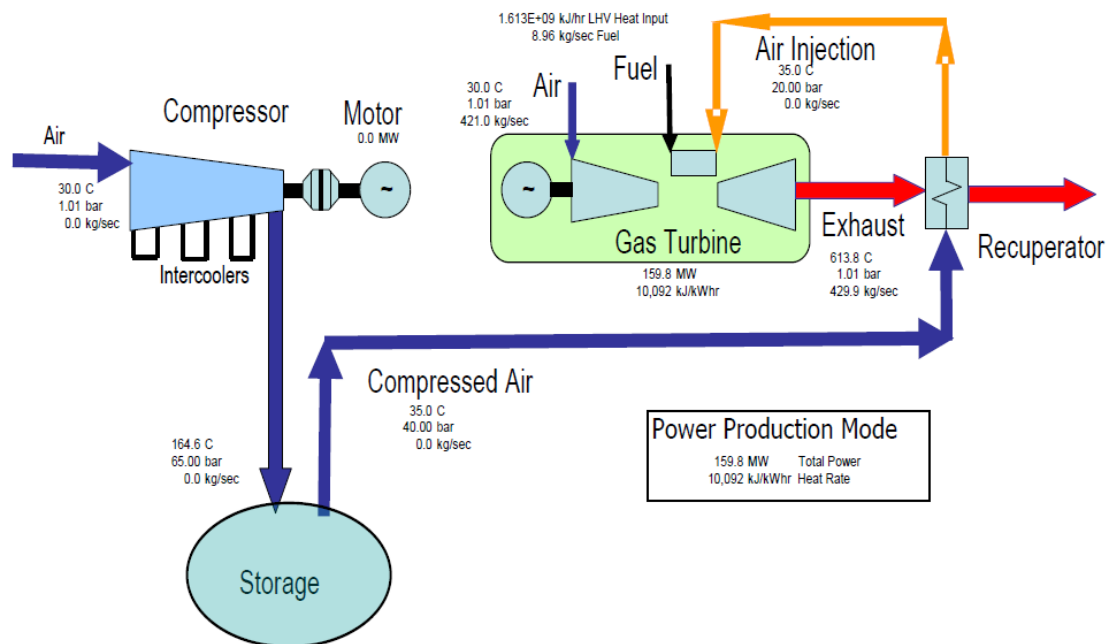 1.613E+09 kJ/hr LHV Heat Input
8.96 kg/sec Fuel
Air Injection
35.0 C
20.00 bar
0.0 kg/sec
Fuel
Air
30.0 C
1.01 bar
421.0 kg/sec
Compressor
Motor
0.0 MW
Air
30.0 C
1.01 bar
0.0 kg/sec
~
~
Intercoolers
Gas Turbine
159.8 MW
10,092 kJ/kWhr
Exhaust
613.8 C
1.01 bar
429.9 kg/sec
Recuperator
Compressed Air
35.0 C
40.00 bar
0.0 kg/sec
164.6 C
65.00 bar
0.0 kg/sec
Storage
Power Production Mode
159.8 MW Total Power
10,092 kJ/kWhr Heat Rate